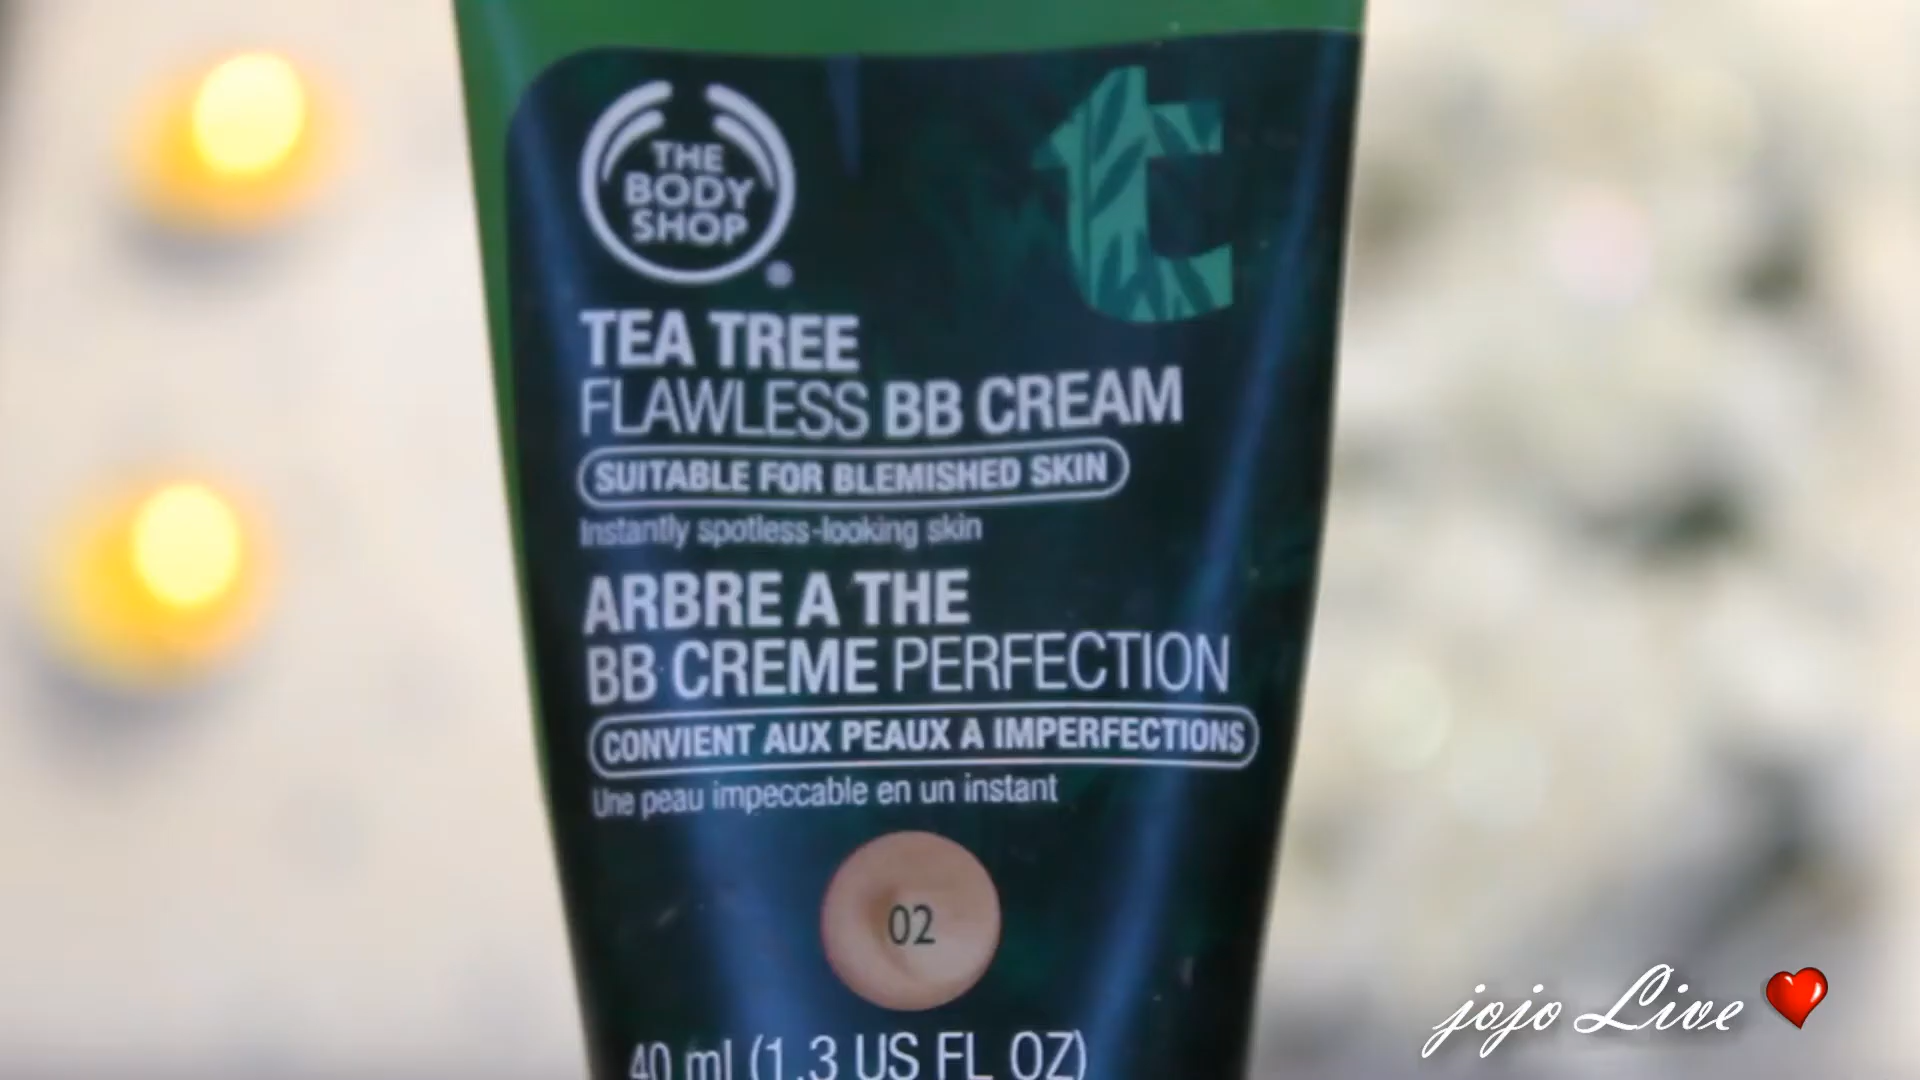 THE
BODY
SHOP
®
t
TEA TREE
FLAWLESS BB CREAM
SUITABLE FOR BLEMISHED SKIN
Instantly spotless-looking skin
ARBRE A THE
BB CREME PERFECTION
CONVIENT AUX PEAUX A IMPERFECTIONS
Une peau impeccable en un instant
02
40 ml (1.3 US FL OZ)
jojo Live